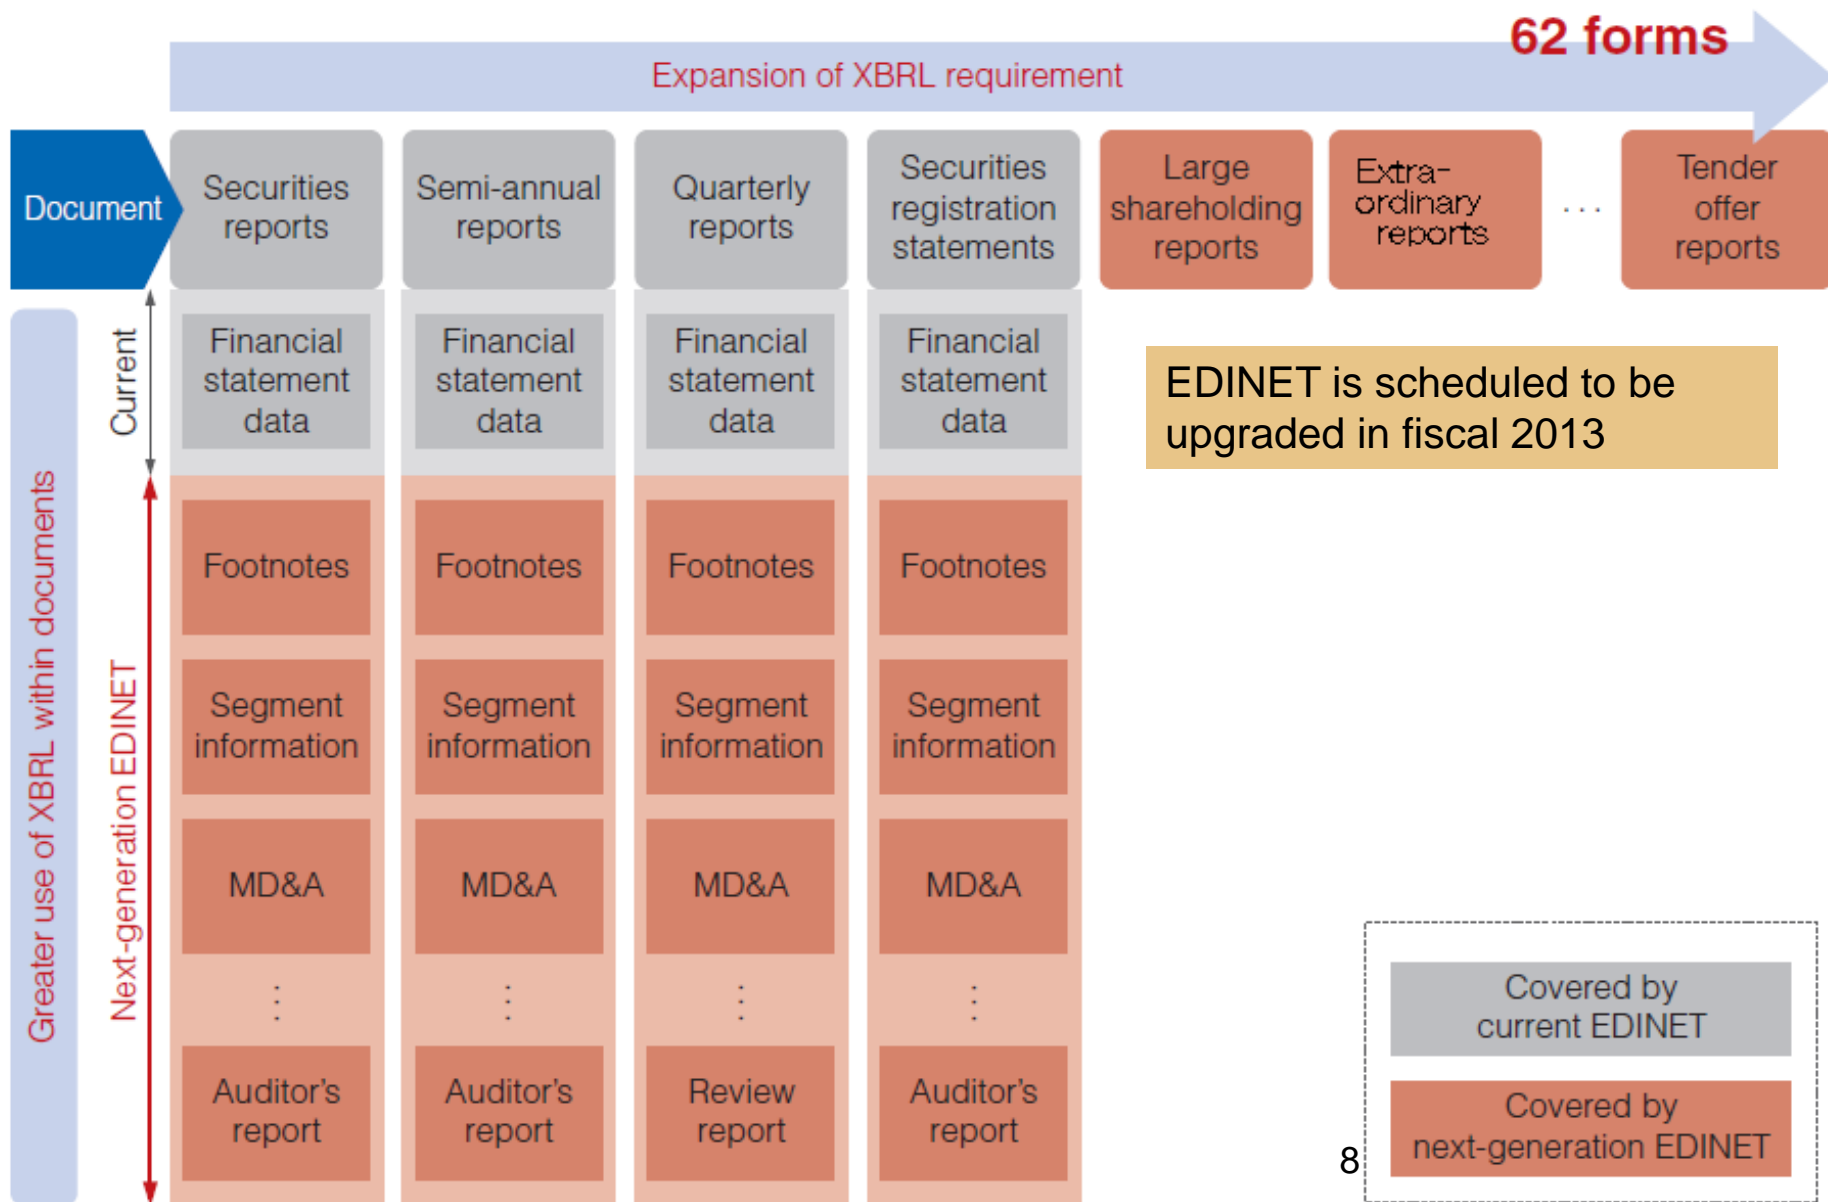 62 forms
Expansion of XBRL requirement
Document
Securities
reports
Semi-annual
reports
Quarterly
reports
Securities
registration
statements
Large
shareholding
reports
Extra-
ordinary
reports
...
Tender
offer
reports
Greater use of XBRL within documents
Current
Financial
statement
data
Financial
statement
data
Financial
statement
data
Financial
statement
data
EDINET is scheduled to be
upgraded in fiscal 2013
Next-generation EDINET
Footnotes
Footnotes
Footnotes
Footnotes
Segment
information
Segment
information
Segment
information
Segment
information
MD&A
MD&A
MD&A
MD&A
⋮
⋮
⋮
⋮
Auditor's
report
Auditor's
report
Review
report
Auditor's
report
Covered by
current EDINET
Covered by
next-generation EDINET
8